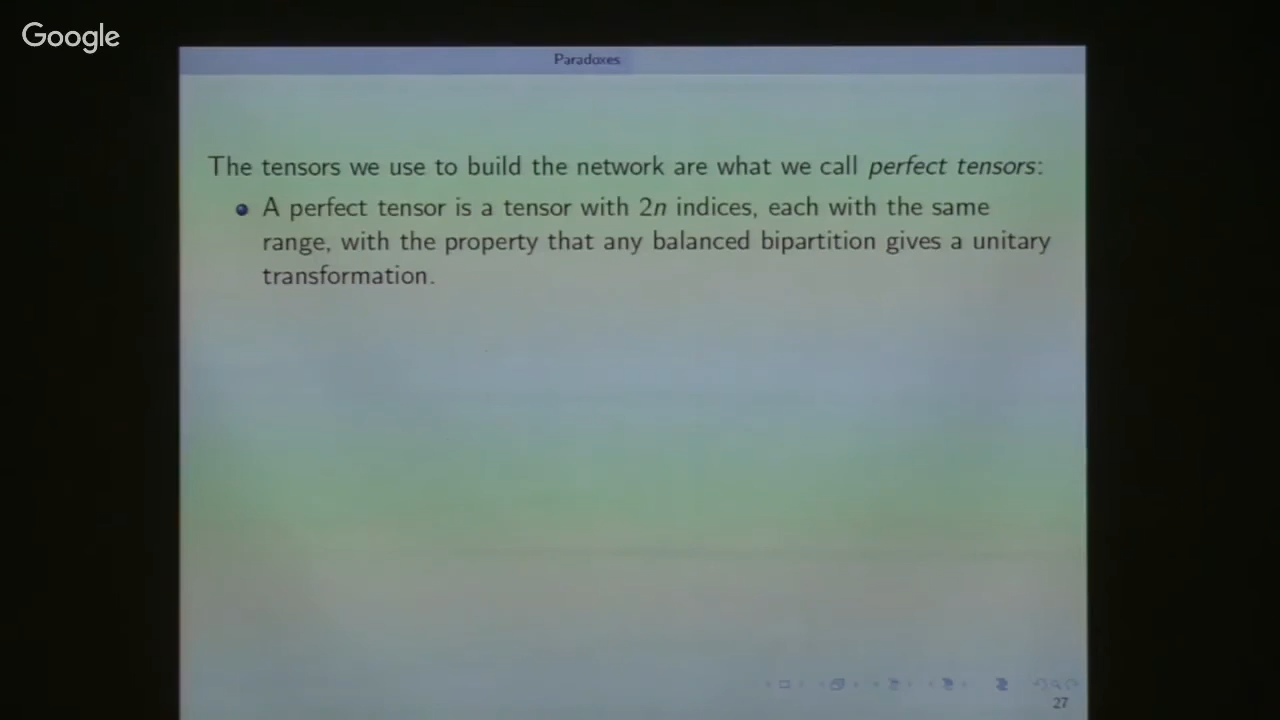 Google
Paradoxes
The tensors we use to build the network are what we call perfect tensors:
A perfect tensor is a tensor with 2n indices, each with the same
range, with the property that any balanced bipartition gives a unitary
transformation.
27